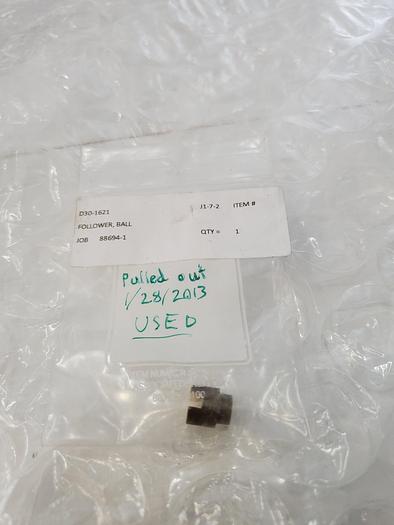 D30-1621 J1-7-2 ITEM #
FOLLOWER, BALL
JOB 88694-1 QTY = 1
Pulled out
1/28/2013
USED
100